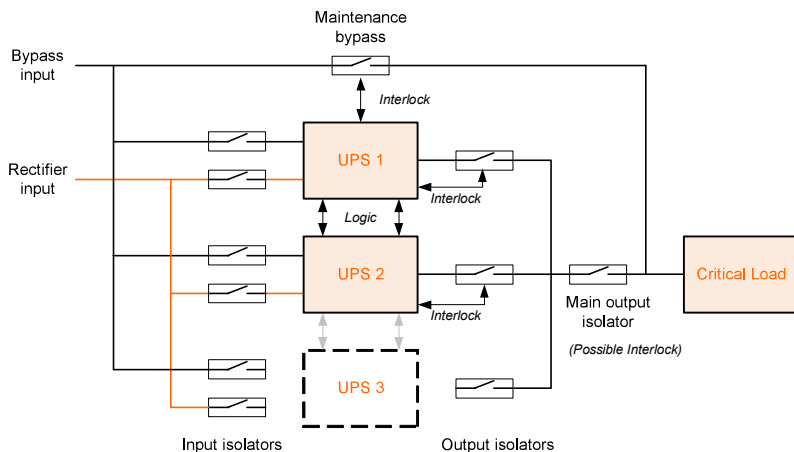 Maintenance
bypass
Bypass
input
Interlock
UPS 1
Rectifier
input
Interlock
Logic
UPS 2
Critical Load
Interlock
Main output
isolator
(Possible Interlock)
UPS 3
Input isolators
Output isolators